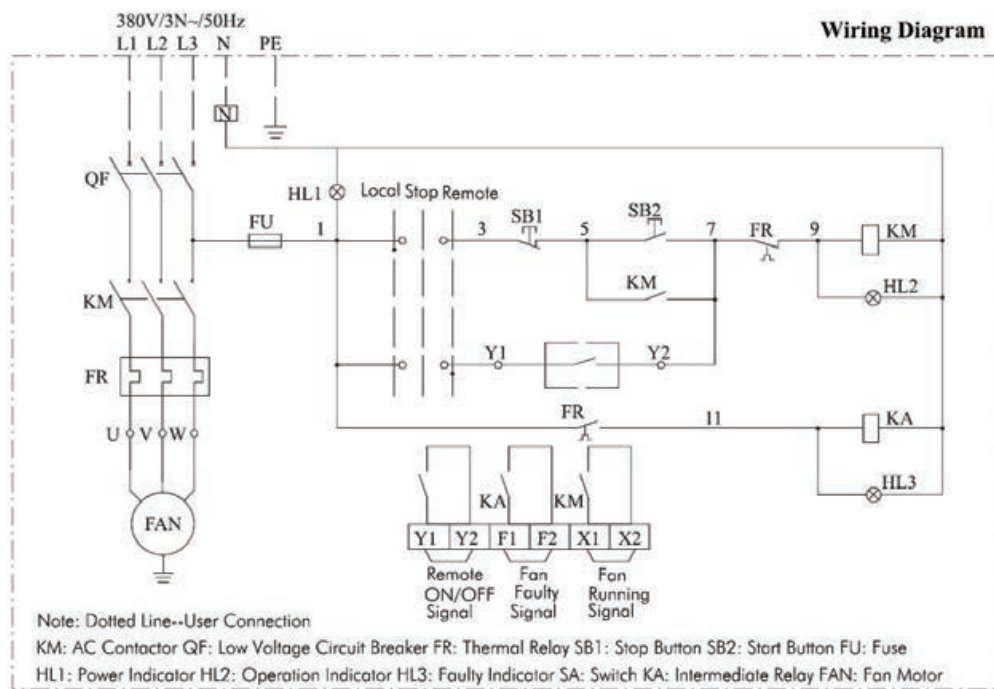 380V/3N~/50Hz
Wiring Diagram
L1 L2 L3 N PE
N
QF
HL1
Local Stop Remote
FU
1
3
SB1
5
SB2
7
FR
9
KM
KM
HL2
KM
FR
Y1
Y2
U V W
FR
11
KA
HL3
FAN
KA
KM
Y1 Y2 F1 F2 X1 X2
Remote ON/OFF Signal
Fan Faulty Signal
Fan Running Signal
Note: Dotted Line--User Connection
KM: AC Contactor QF: Low Voltage Circuit Breaker FR: Thermal Relay SB1: Stop Button SB2: Start Button FU: Fuse
HL1: Power Indicator HL2: Operation Indicator HL3: Faulty Indicator SA: Switch KA: Intermediate Relay FAN: Fan Motor